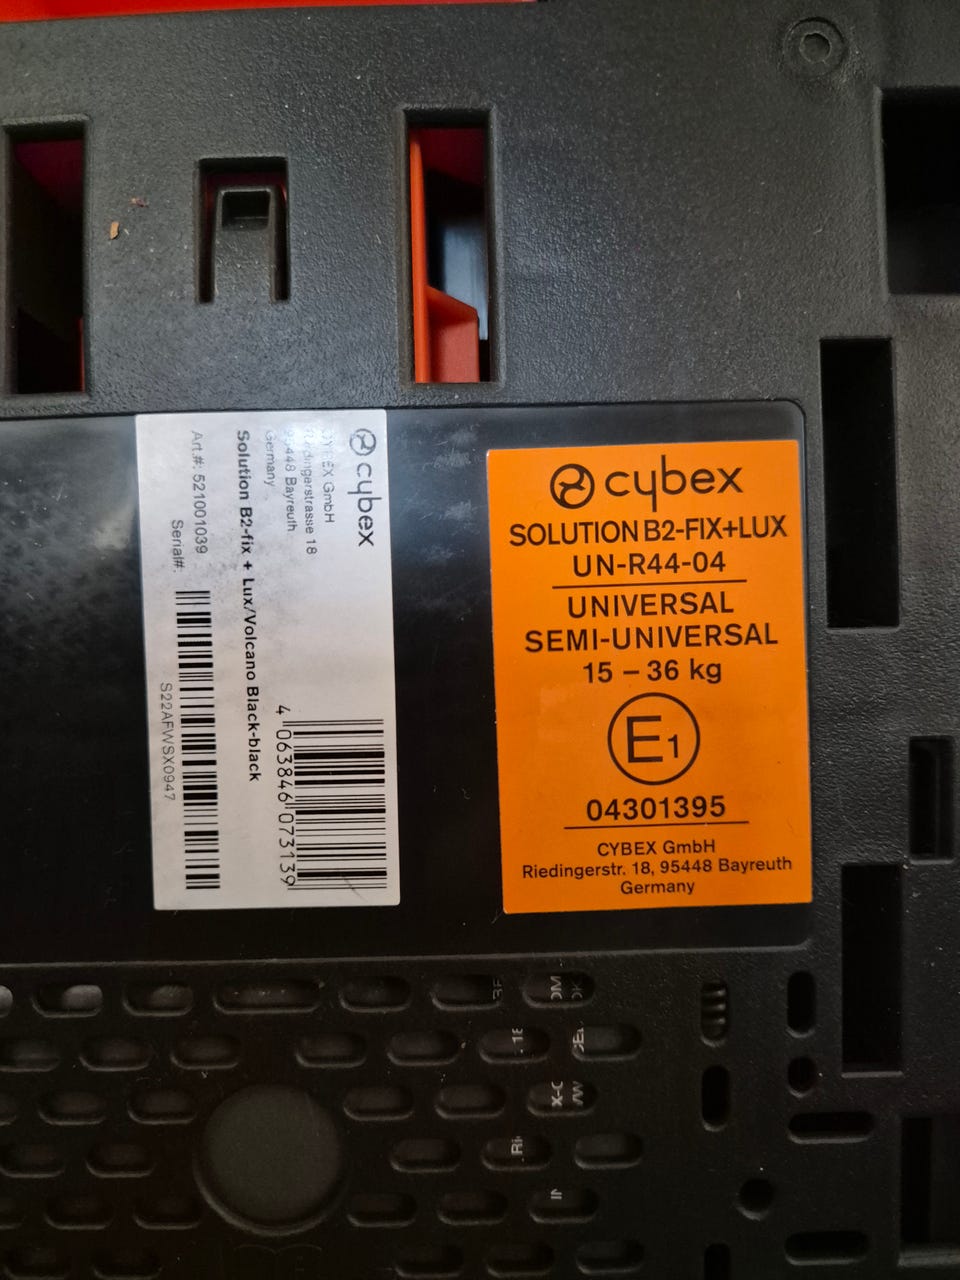 cybex
CYBEX GmbH
Riedingerstrasse 18
95448 Bayreuth
Germany
Solution B2-fix + Lux/Volcano Black-black
Art.#: 521001039
Serial#:
4 063846 073139
S22AFWSX0947
cybex
SOLUTION B2-FIX+LUX
UN-R44-04
UNIVERSAL
SEMI-UNIVERSAL
15 – 36 kg
E1
04301395
CYBEX GmbH
Riedingerstr. 18, 95448 Bayreuth
Germany